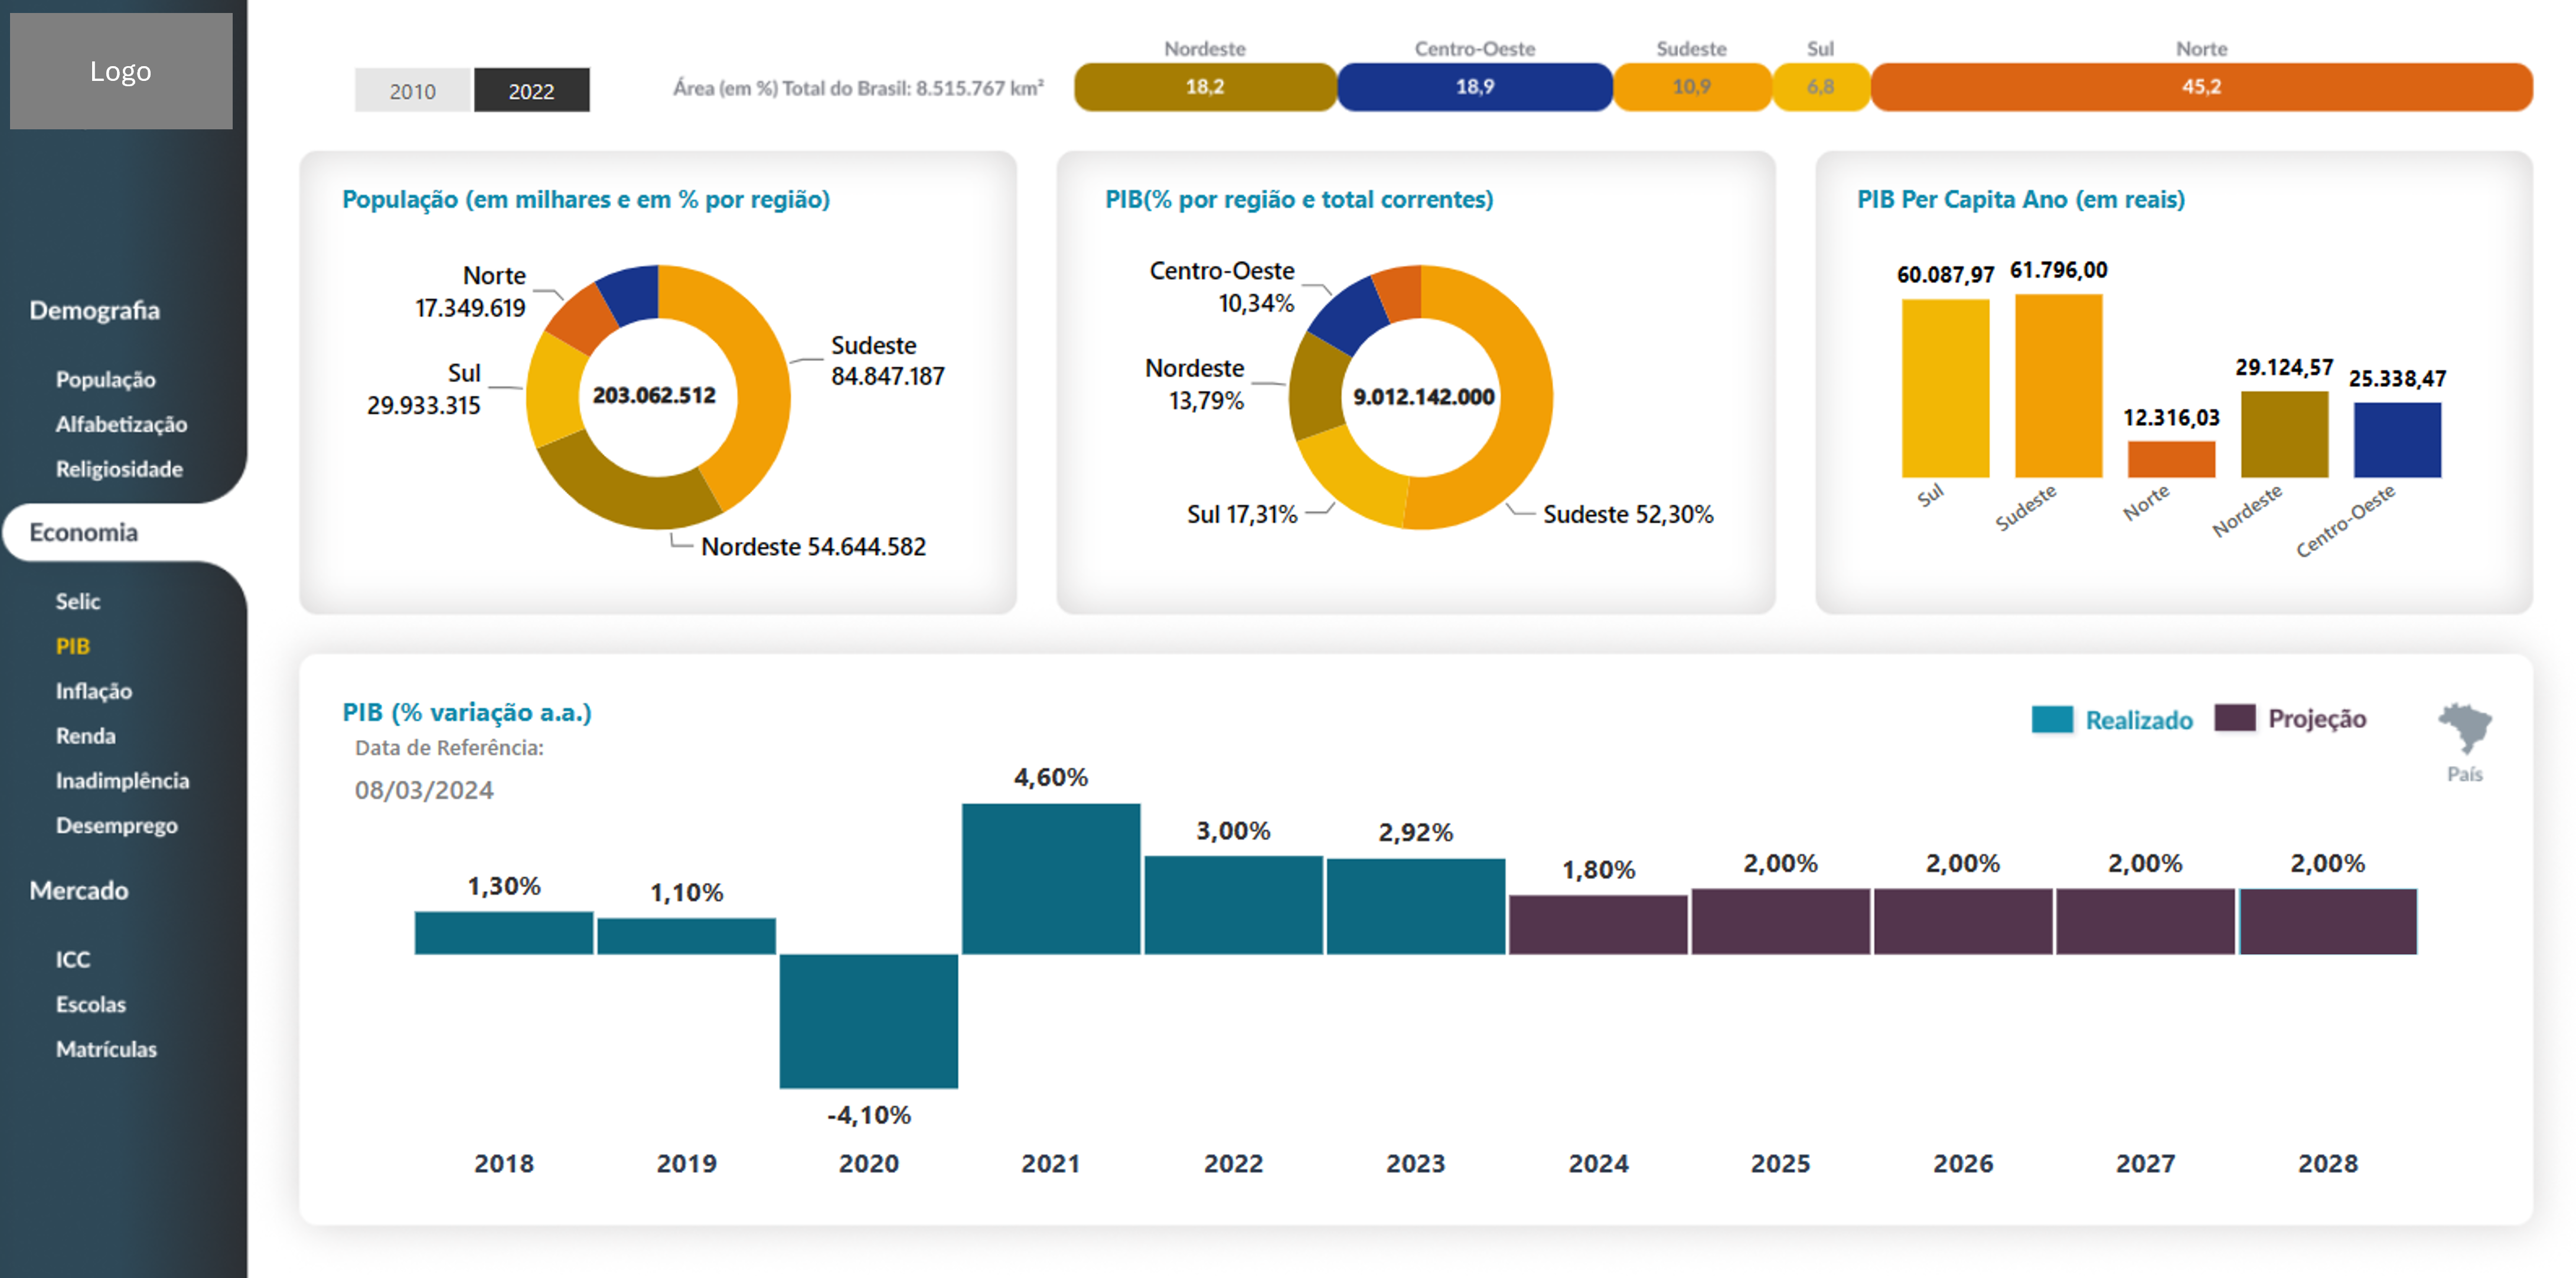 Logo
Demografia
População
Alfabetização
Religiosidade
Economia
Selic
PIB
Inflação
Renda
Inadimplência
Desemprego
Mercado
ICC
Escolas
Matrículas
2010
2022
Área (em %) Total do Brasil: 8.515.767 km²
Nordeste
Centro-Oeste
Sudeste
Sul
Norte
18,2
18,9
10,9
6,8
45,2
População (em milhares e em % por região)
Norte
17.349.619
Sul
29.933.315
203.062.512
Sudeste
84.847.187
Nordeste 54.644.582
PIB(% por região e total correntes)
Centro-Oeste
10,34%
Nordeste
13,79%
9.012.142.000
Sul 17,31%
Sudeste 52,30%
PIB Per Capita Ano (em reais)
60.087,97
61.796,00
12.316,03
29.124,57
25.338,47
Sul
Sudeste
Norte
Nordeste
Centro-Oeste
PIB (% variação a.a.)
Data de Referência:
08/03/2024
Realizado
Projeção
País
1,30%
1,10%
-4,10%
4,60%
3,00%
2,92%
1,80%
2,00%
2,00%
2,00%
2,00%
2018
2019
2020
2021
2022
2023
2024
2025
2026
2027
2028